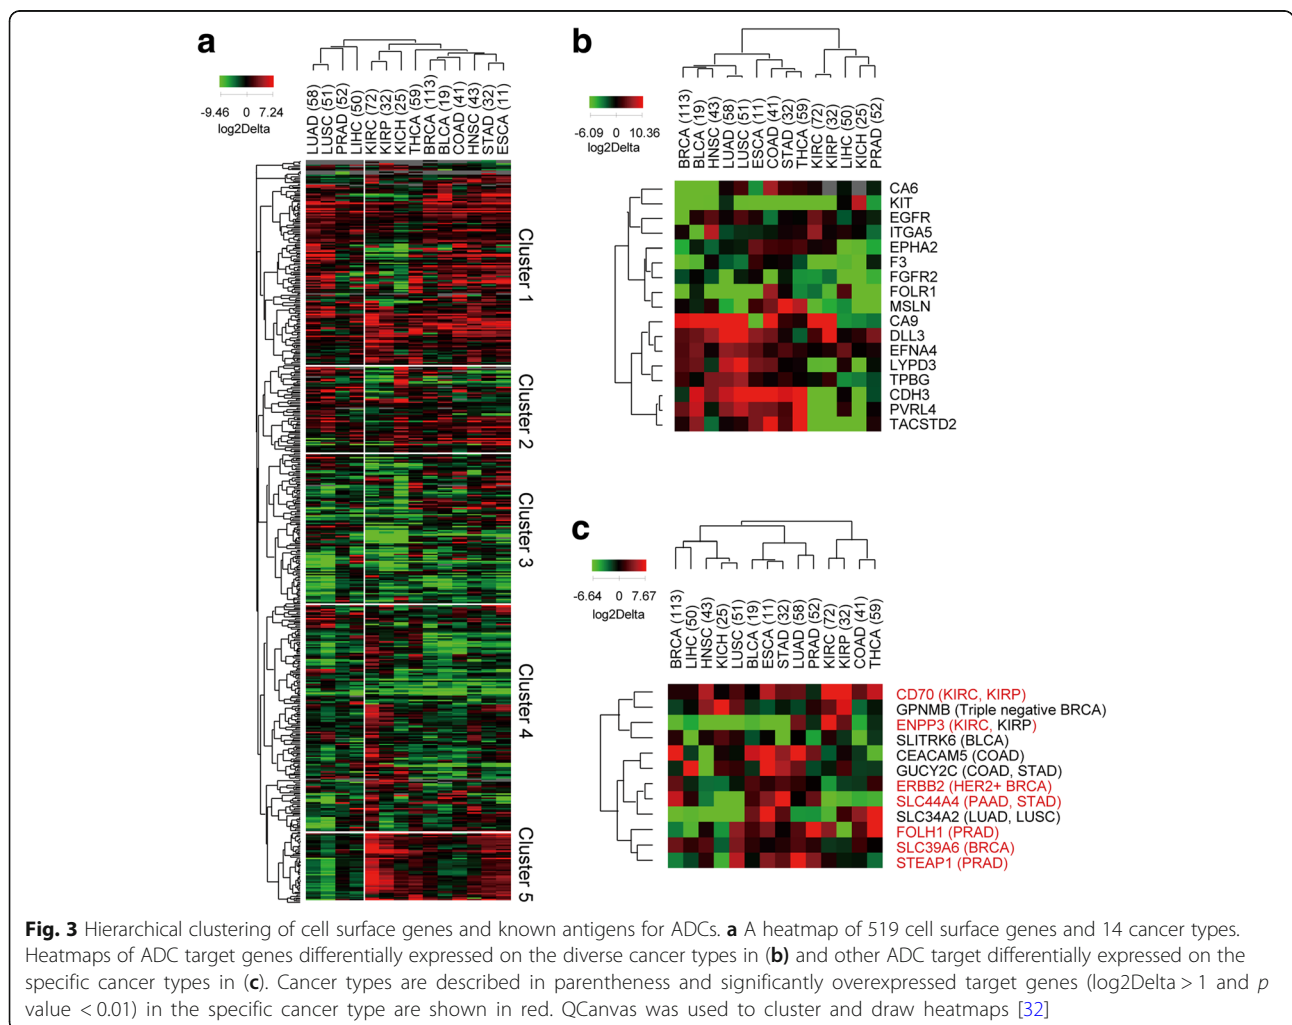 a
-9.46 0 7.24
log2Delta
LUAD (58)
LUSC (51)
PRAD (52)
LIHC (50)
KIRC (72)
KIRP (32)
KICH (25)
THCA (59)
BRCA (113)
BLCA (19)
COAD (41)
HNSC (43)
STAD (32)
ESCA (11)
Cluster 1
Cluster 2
Cluster 3
Cluster 4
Cluster 5
b
-6.09 0 10.36
log2Delta
BRCA (113)
BLCA (19)
HNSC (43)
LUAD (58)
LUSC (51)
ESCA (11)
COAD (41)
STAD (32)
THCA (59)
KIRC (72)
KIRP (32)
LIHC (50)
KICH (25)
PRAD (52)
CA6
KIT
EGFR
ITGA5
EPHA2
F3
FGFR2
FOLR1
MSLN
CA9
DLL3
EFNA4
LYPD3
TPBG
CDH3
PVRL4
TACSTD2
c
-6.64 0 7.67
log2Delta
BRCA (113)
LIHC (50)
HNSC (43)
KICH (25)
LUSC (51)
BLCA (19)
ESCA (11)
STAD (32)
LUAD (58)
PRAD (52)
KIRC (72)
KIRP (32)
COAD (41)
THCA (59)
CD70 (KIRC, KIRP)
GPNMB (Triple negative BRCA)
ENPP3 (KIRC, KIRP)
SLITRK6 (BLCA)
CEACAM5 (COAD)
GUCY2C (COAD, STAD)
ERBB2 (HER2+ BRCA)
SLC44A4 (PAAD, STAD)
SLC34A2 (LUAD, LUSC)
FOLH1 (PRAD)
SLC39A6 (BRCA)
STEAP1 (PRAD)
Fig. 3 Hierarchical clustering of cell surface genes and known antigens for ADCs. a A heatmap of 519 cell surface genes and 14 cancer types.
Heatmaps of ADC target genes differentially expressed on the diverse cancer types in (b) and other ADC target differentially expressed on the
specific cancer types in (c). Cancer types are described in parenthesis and significantly overexpressed target genes (log2Delta > 1 and p
value < 0.01) in the specific cancer type are shown in red. QCanvas was used to cluster and draw heatmaps [32]